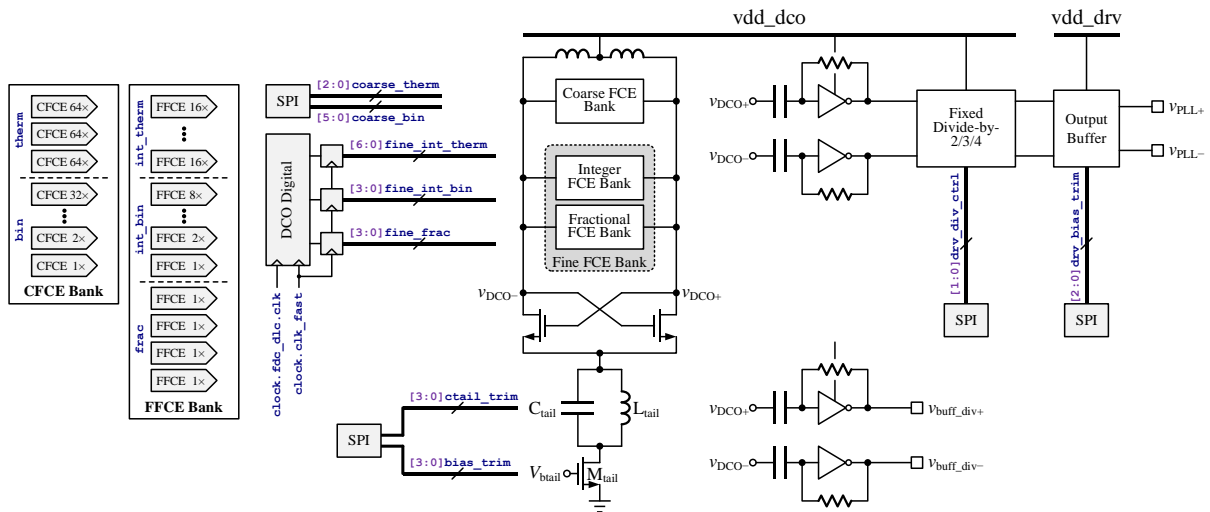 vdd_dco
vdd_drv
CFCE 64×
CFCE 64×
CFCE 64×
CFCE 32×
CFCE 2×
CFCE 1×
therm
bin
CFCE Bank
FFCE 16×
FFCE 16×
FFCE 8×
FFCE 2×
FFCE 1×
FFCE 1×
FFCE 1×
FFCE 1×
FFCE 1×
int_therm
int_bin
frac
FFCE Bank
SPI
[2:0]coarse_therm
[5:0]coarse_bin
DCO Digital
[6:0]fine_int_therm
[3:0]fine_int_bin
[3:0]fine_frac
clock.fdc_dlc.clk
clock.clk_fast
Coarse FCE
Bank
Integer
FCE Bank
Fractional
FCE Bank
Fine FCE Bank
vDCO−
vDCO+
Ctail
Ltail
SPI
[3:0]ctail_trim
[3:0]bias_trim
Vbtail
Mtail
vDCO+
vDCO−
Fixed
Divide-by-
2/3/4
Output
Buffer
vPLL+
vPLL−
[1:0]drv_div_ctrl
[2:0]drv_bias_trim
SPI
SPI
vDCO+
vbuff_div+
vDCO−
vbuff_div−